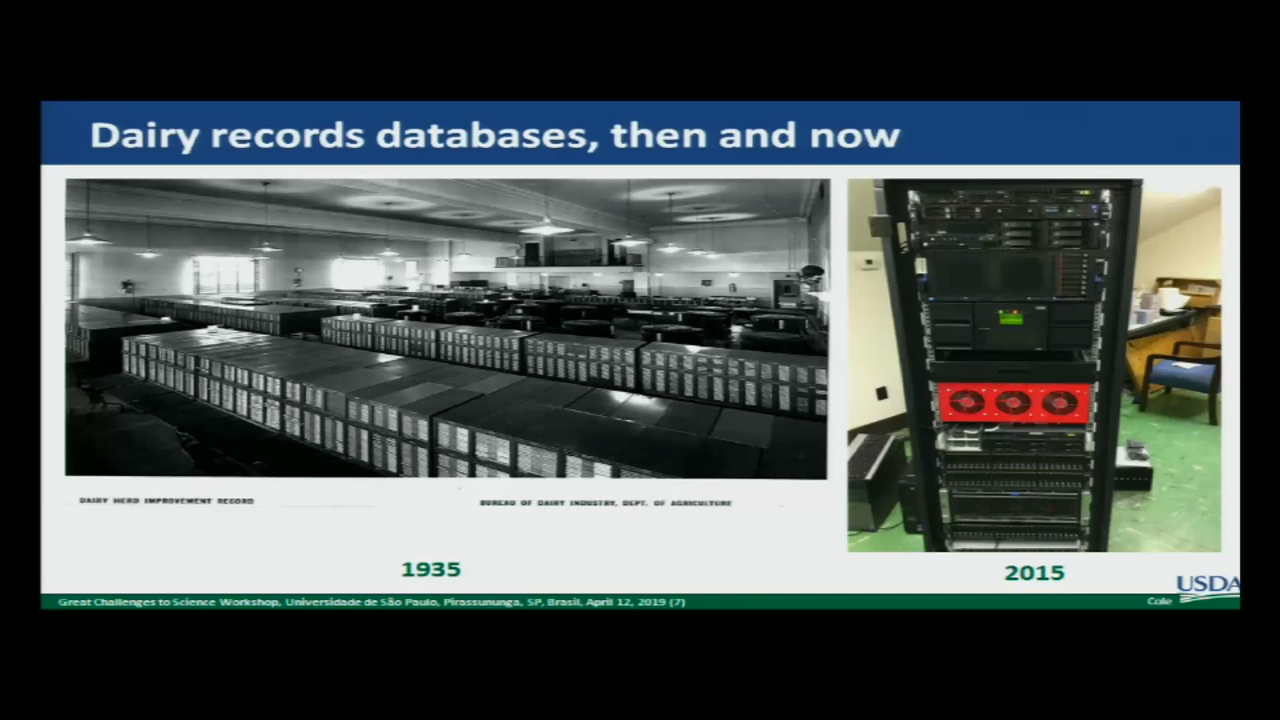 Dairy records databases, then and now
DAIRY HERD IMPROVEMENT RECORD
BUREAU OF DAIRY INDUSTRY, DEPT. OF AGRICULTURE
1935
2015
USDA
Great Challenges to Science Workshop, Universidade de São Paulo, Pirassununga, SP, Brasil, April 12, 2019 (7)
Cole